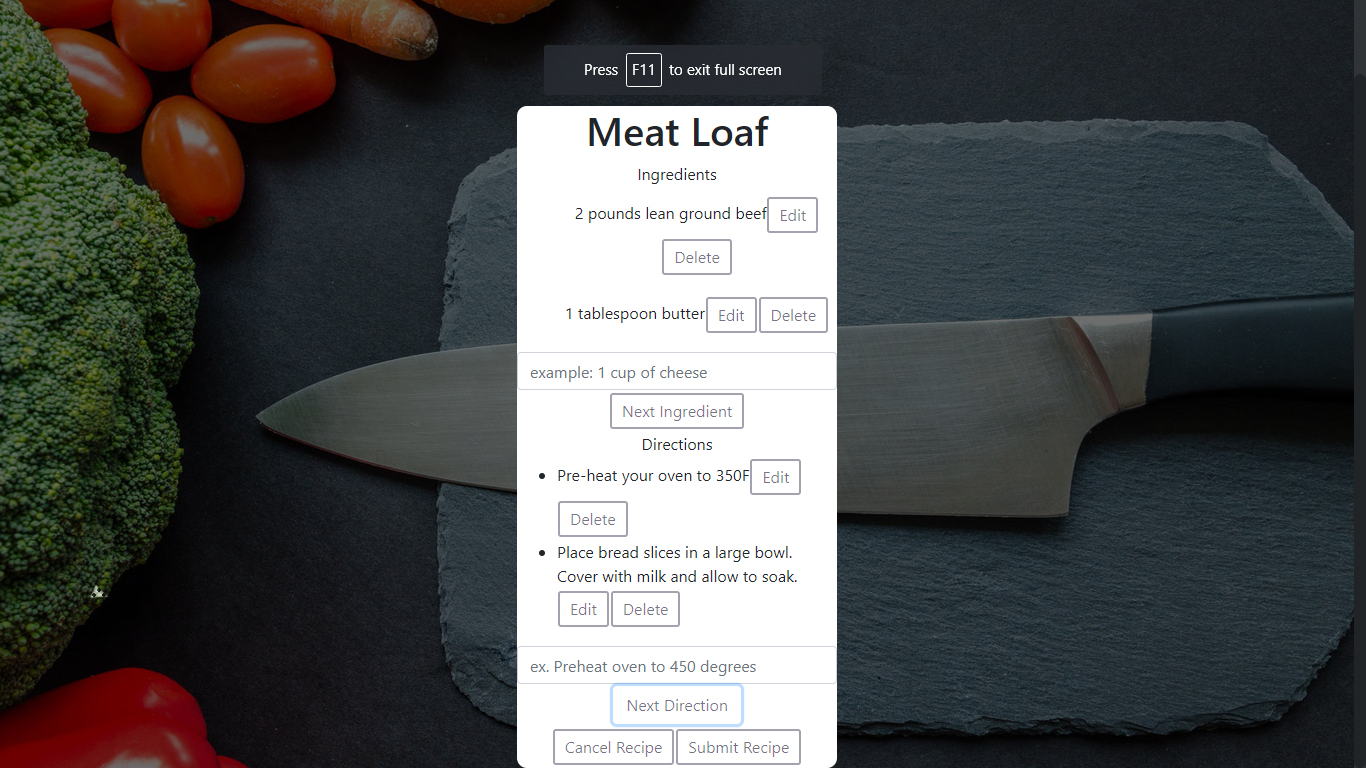 Press F11 to exit full screen
Meat Loaf
Ingredients
2 pounds lean ground beef Edit
Delete
1 tablespoon butter Edit Delete
example: 1 cup of cheese
Next Ingredient
Directions
• Pre-heat your oven to 350F Edit
Delete
• Place bread slices in a large bowl.
Cover with milk and allow to soak.
Edit Delete
ex. Preheat oven to 450 degrees
Next Direction
Cancel Recipe Submit Recipe